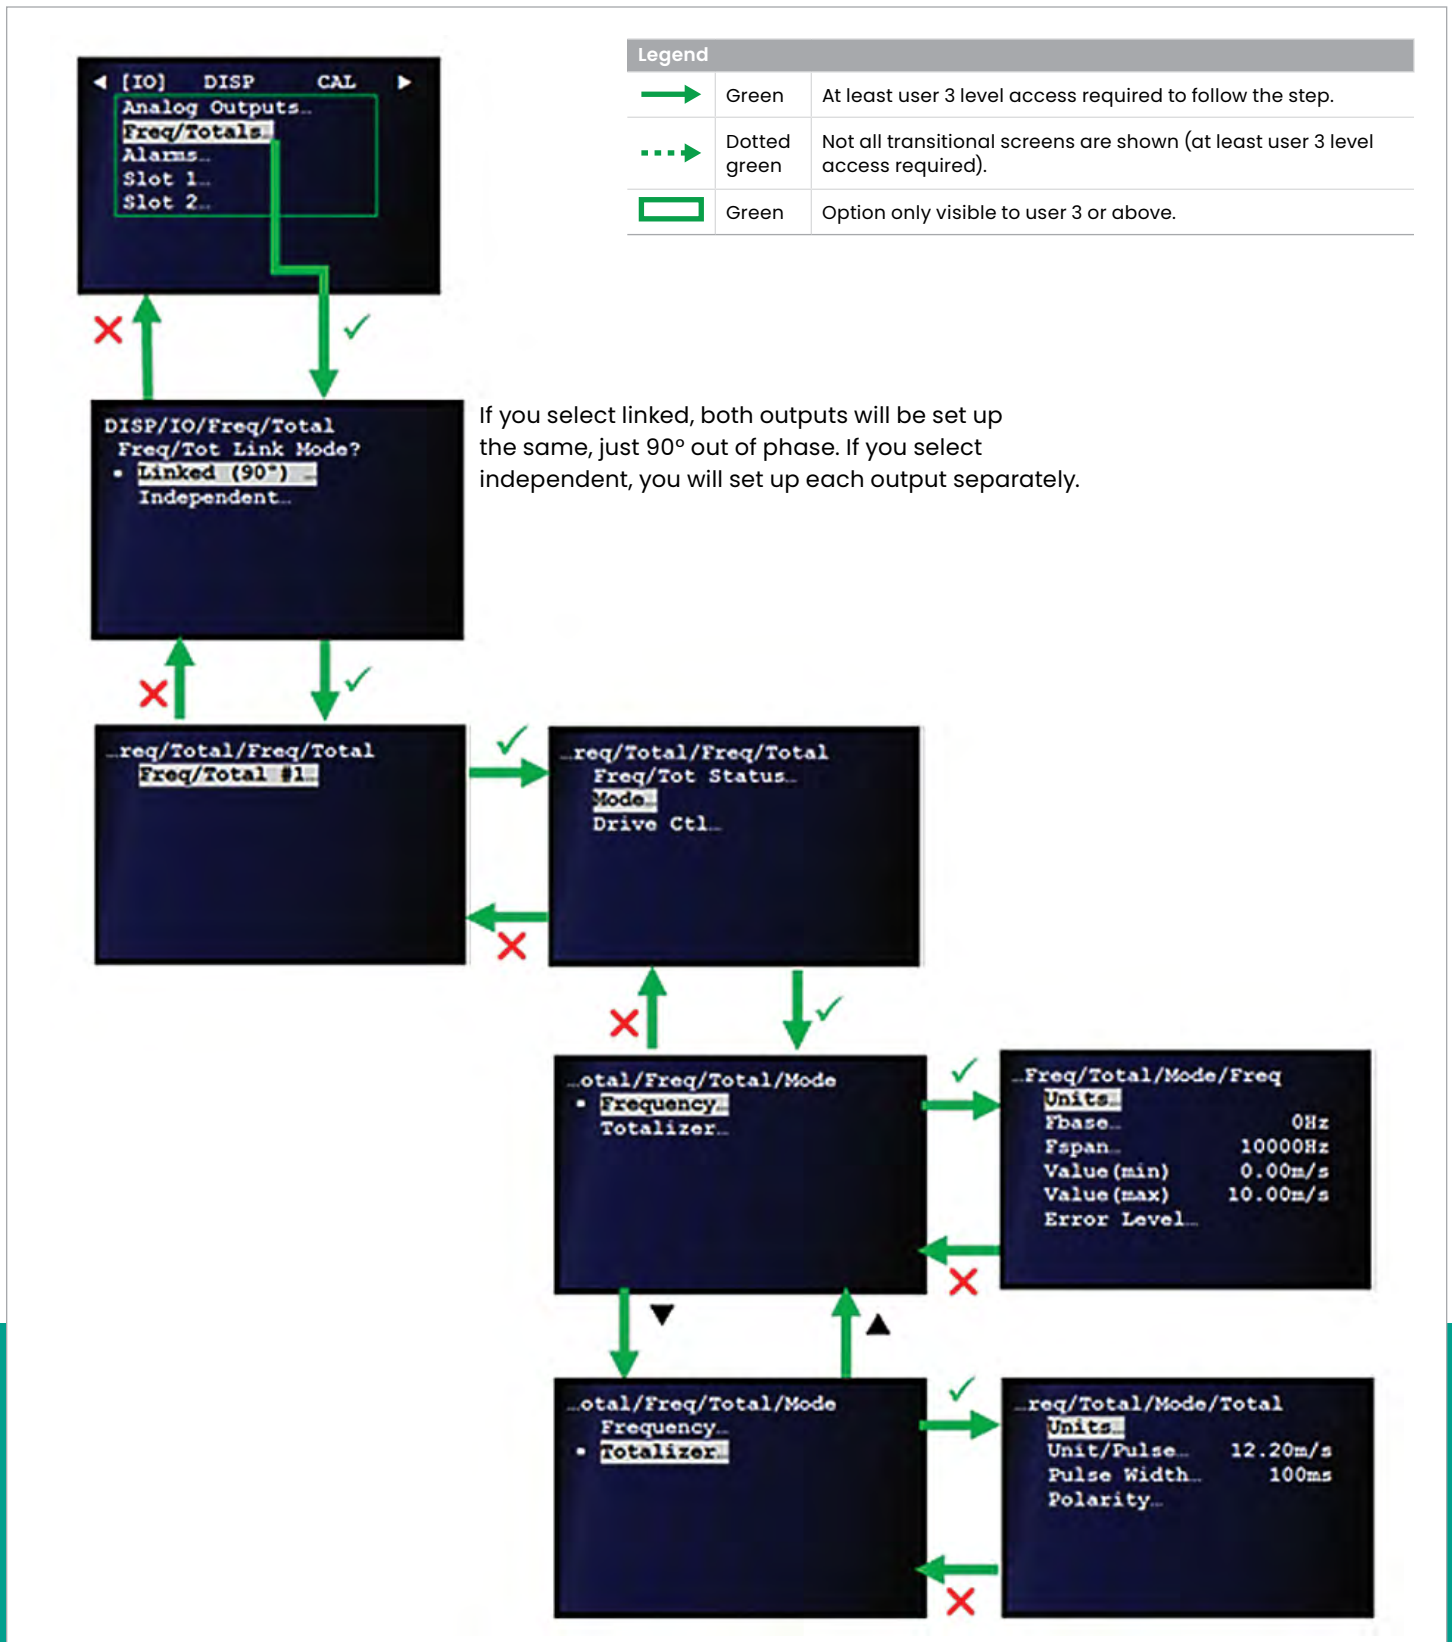 ◄ [IO] DISP CAL ►
Analog Outputs…
Freq/Totals…
Alarms…
Slot 1…
Slot 2…
Legend
Green At least user 3 level access required to follow the step.
Dotted green Not all transitional screens are shown (at least user 3 level access required).
Green Option only visible to user 3 or above.
DISP/IO/Freq/Total
Freq/Tot Link Mode?
▪ Linked (90°) …
Independent…
If you select linked, both outputs will be set up
the same, just 90° out of phase. If you select
independent, you will set up each output separately.
…req/Total/Freq/Total
Freq/Total #1…
…req/Total/Freq/Total
Freq/Tot Status…
Mode…
Drive Ctl…
…otal/Freq/Total/Mode
▪ Frequency…
Totalizer…
…Freq/Total/Mode/Freq
Units…
Fbase… 0Hz
Fspan… 10000Hz
Value(min) 0.00m/s
Value(max) 10.00m/s
Error Level…
▼
▲
…otal/Freq/Total/Mode
Frequency…
▪ Totalizer…
…req/Total/Mode/Total
Units…
Unit/Pulse… 12.20m/s
Pulse Width… 100ms
Polarity…